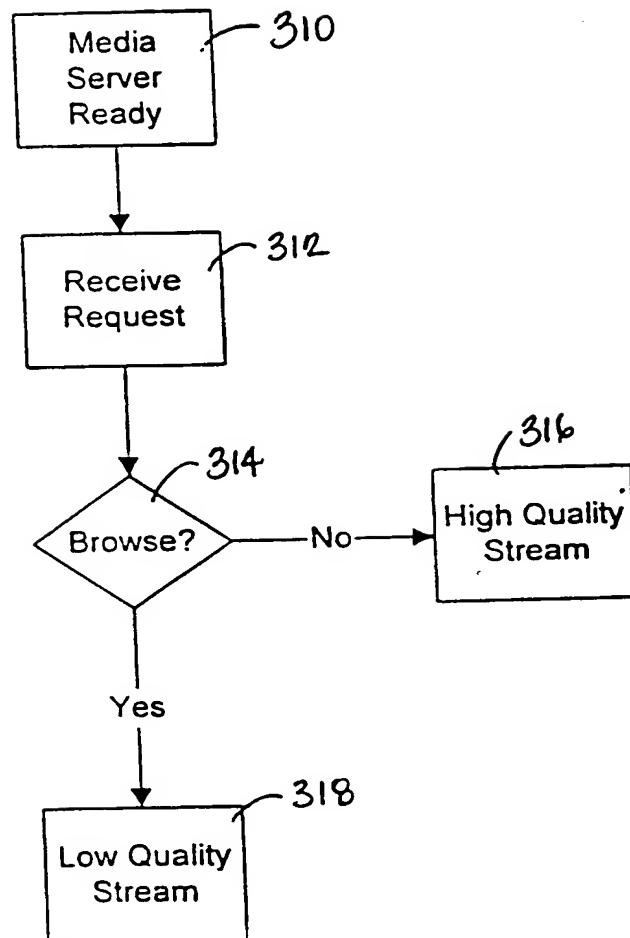 Media
Server
Ready
310
Receive
Request
312
Browse?
314
No
High Quality
Stream
316
Yes
Low Quality
Stream
318